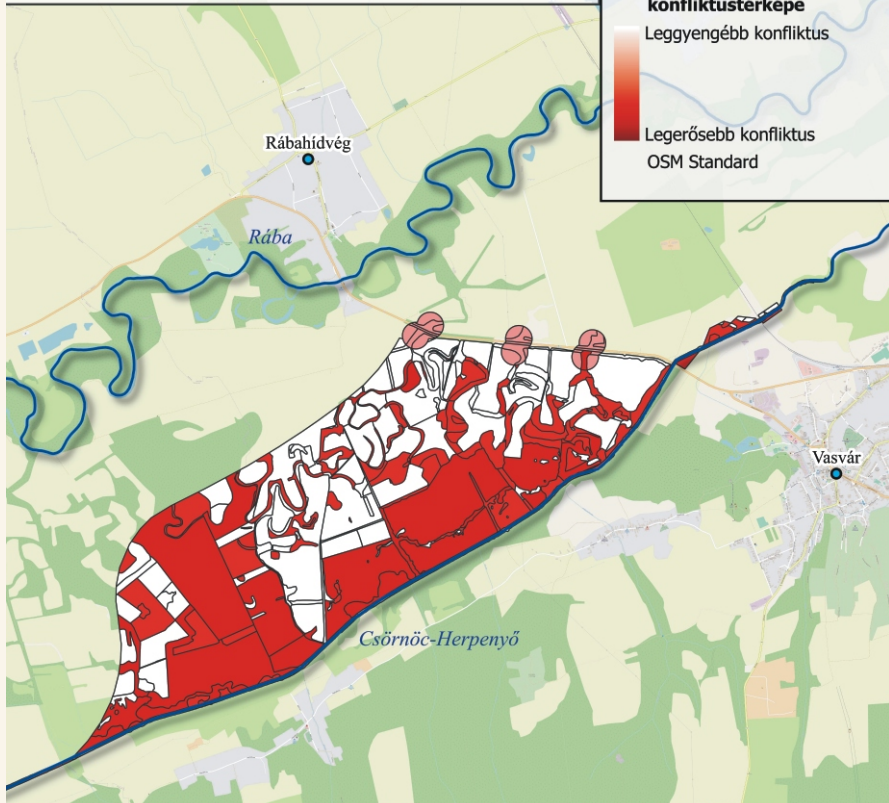 konfliktustérképe
Leggyengébb konfliktus
Legerősebb konfliktus
OSM Standard
Rábahídvég
Rába
Vasvár
Csörnöc-Herpenyő